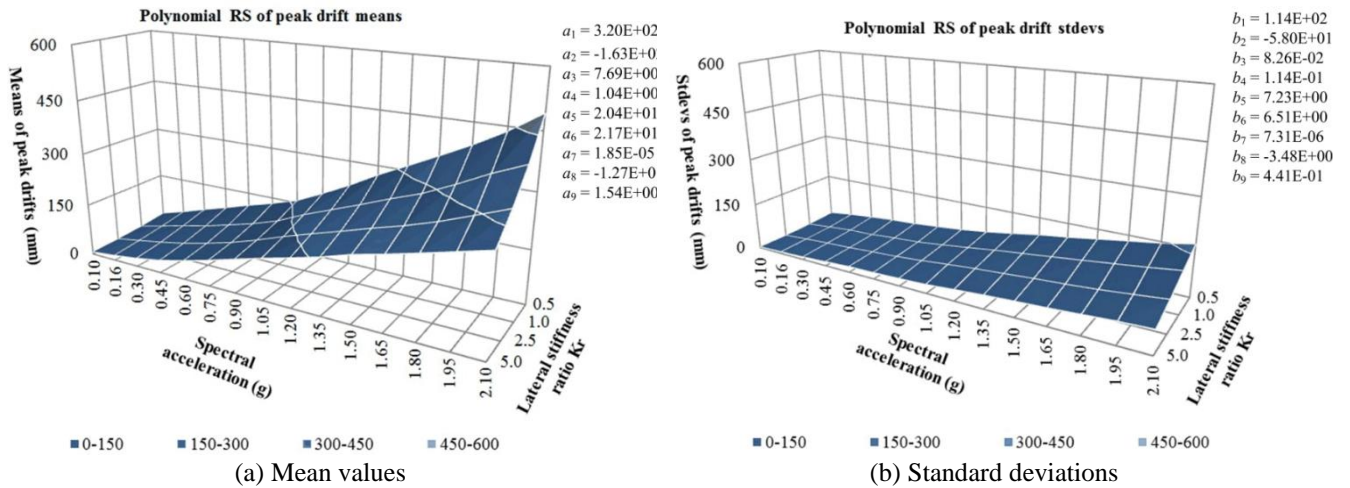 Polynomial RS of peak drift means
600
450
300
150
0
Means of peak drifts (mm)
0.10
0.16
0.30
0.45
0.60
0.75
0.90
1.05
1.20
1.35
1.50
1.65
1.80
1.95
2.10
Spectral
acceleration (g)
0.5
1.0
2.5
5.0
Lateral stiffness
ratio Kr
a1 = 3.20E+02
a2 = -1.63E+0
a3 = 7.69E+00
a4 = 1.04E+00
a5 = 2.04E+01
a6 = 2.17E+01
a7 = 1.85E-05
a8 = -1.27E+0
a9 = 1.54E+00
■0-150 ■150-300 ■300-450 ■450-600
(a) Mean values
Polynomial RS of peak drift stdevs
600
450
300
150
0
Stdevs of peak drifts (mm)
0.10
0.16
0.30
0.45
0.60
0.75
0.90
1.05
1.20
1.35
1.50
1.65
1.80
1.95
2.10
Spectral
acceleration (g)
0.5
1.0
2.5
5.0
Lateral stiffness
ratio Kr
b1 = 1.14E+02
b2 = -5.80E+01
b3 = 8.26E-02
b4 = 1.14E-01
b5 = 7.23E+00
b6 = 6.51E+00
b7 = 7.31E-06
b8 = -3.48E+00
b9 = 4.41E-01
■0-150 ■150-300 ■300-450 ■450-600
(b) Standard deviations